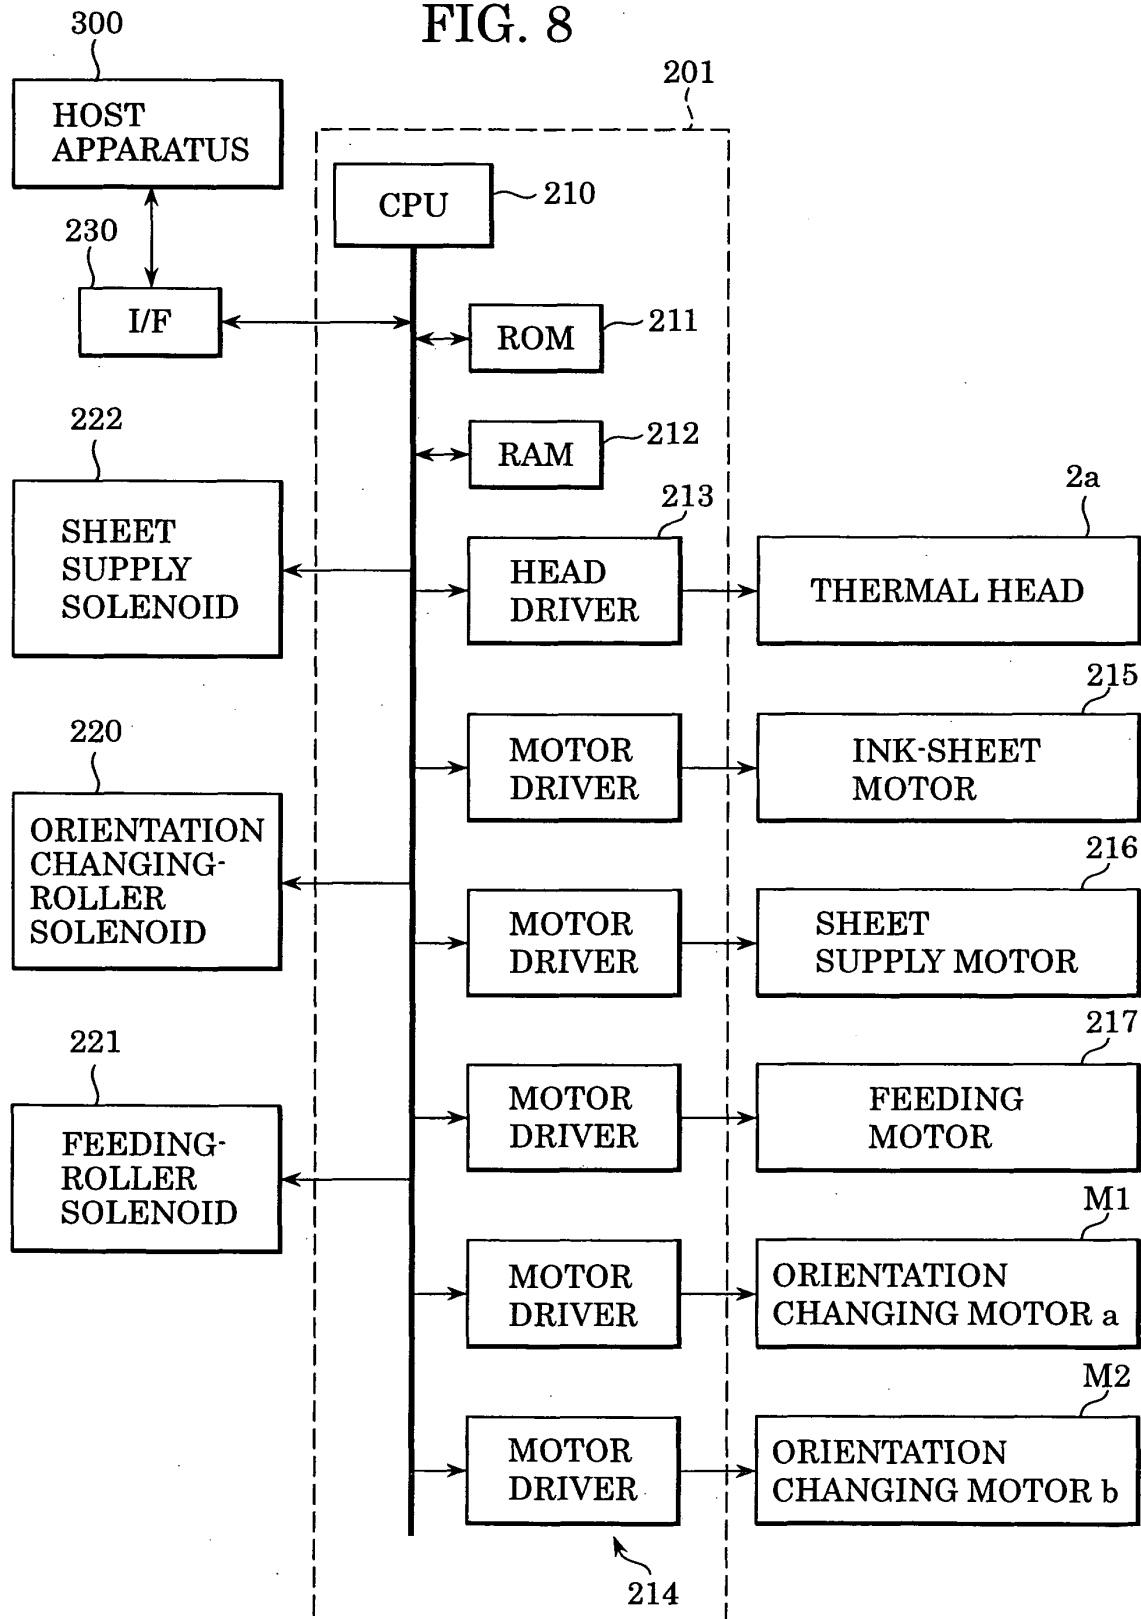 FIG. 8
300
HOST
APPARATUS
201
CPU
210
230
I/F
ROM
211
RAM
212
222
SHEET
SUPPLY
SOLENOID
213
HEAD
DRIVER
2a
THERMAL HEAD
215
MOTOR
DRIVER
INK-SHEET
MOTOR
220
ORIENTATION
CHANGING-
ROLLER
SOLENOID
216
MOTOR
DRIVER
SHEET
SUPPLY MOTOR
217
MOTOR
DRIVER
FEEDING
MOTOR
221
FEEDING-
ROLLER
SOLENOID
M1
MOTOR
DRIVER
ORIENTATION
CHANGING MOTOR a
M2
MOTOR
DRIVER
ORIENTATION
CHANGING MOTOR b
214